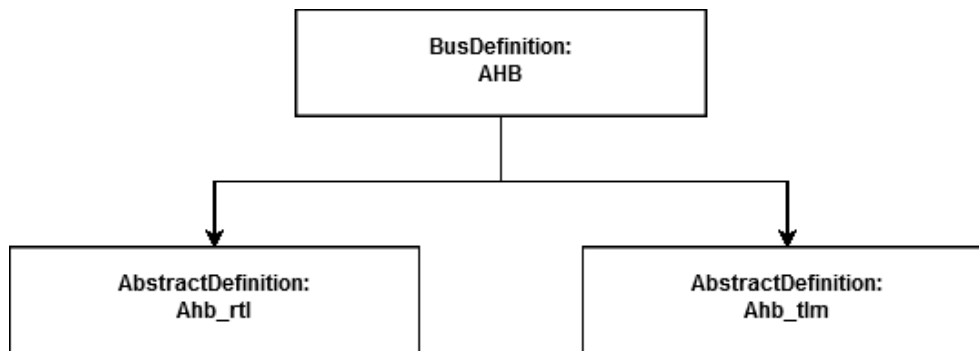 BusDefinition:
AHB
AbstractDefinition:
Ahb_rtl
AbstractDefinition:
Ahb_tlm